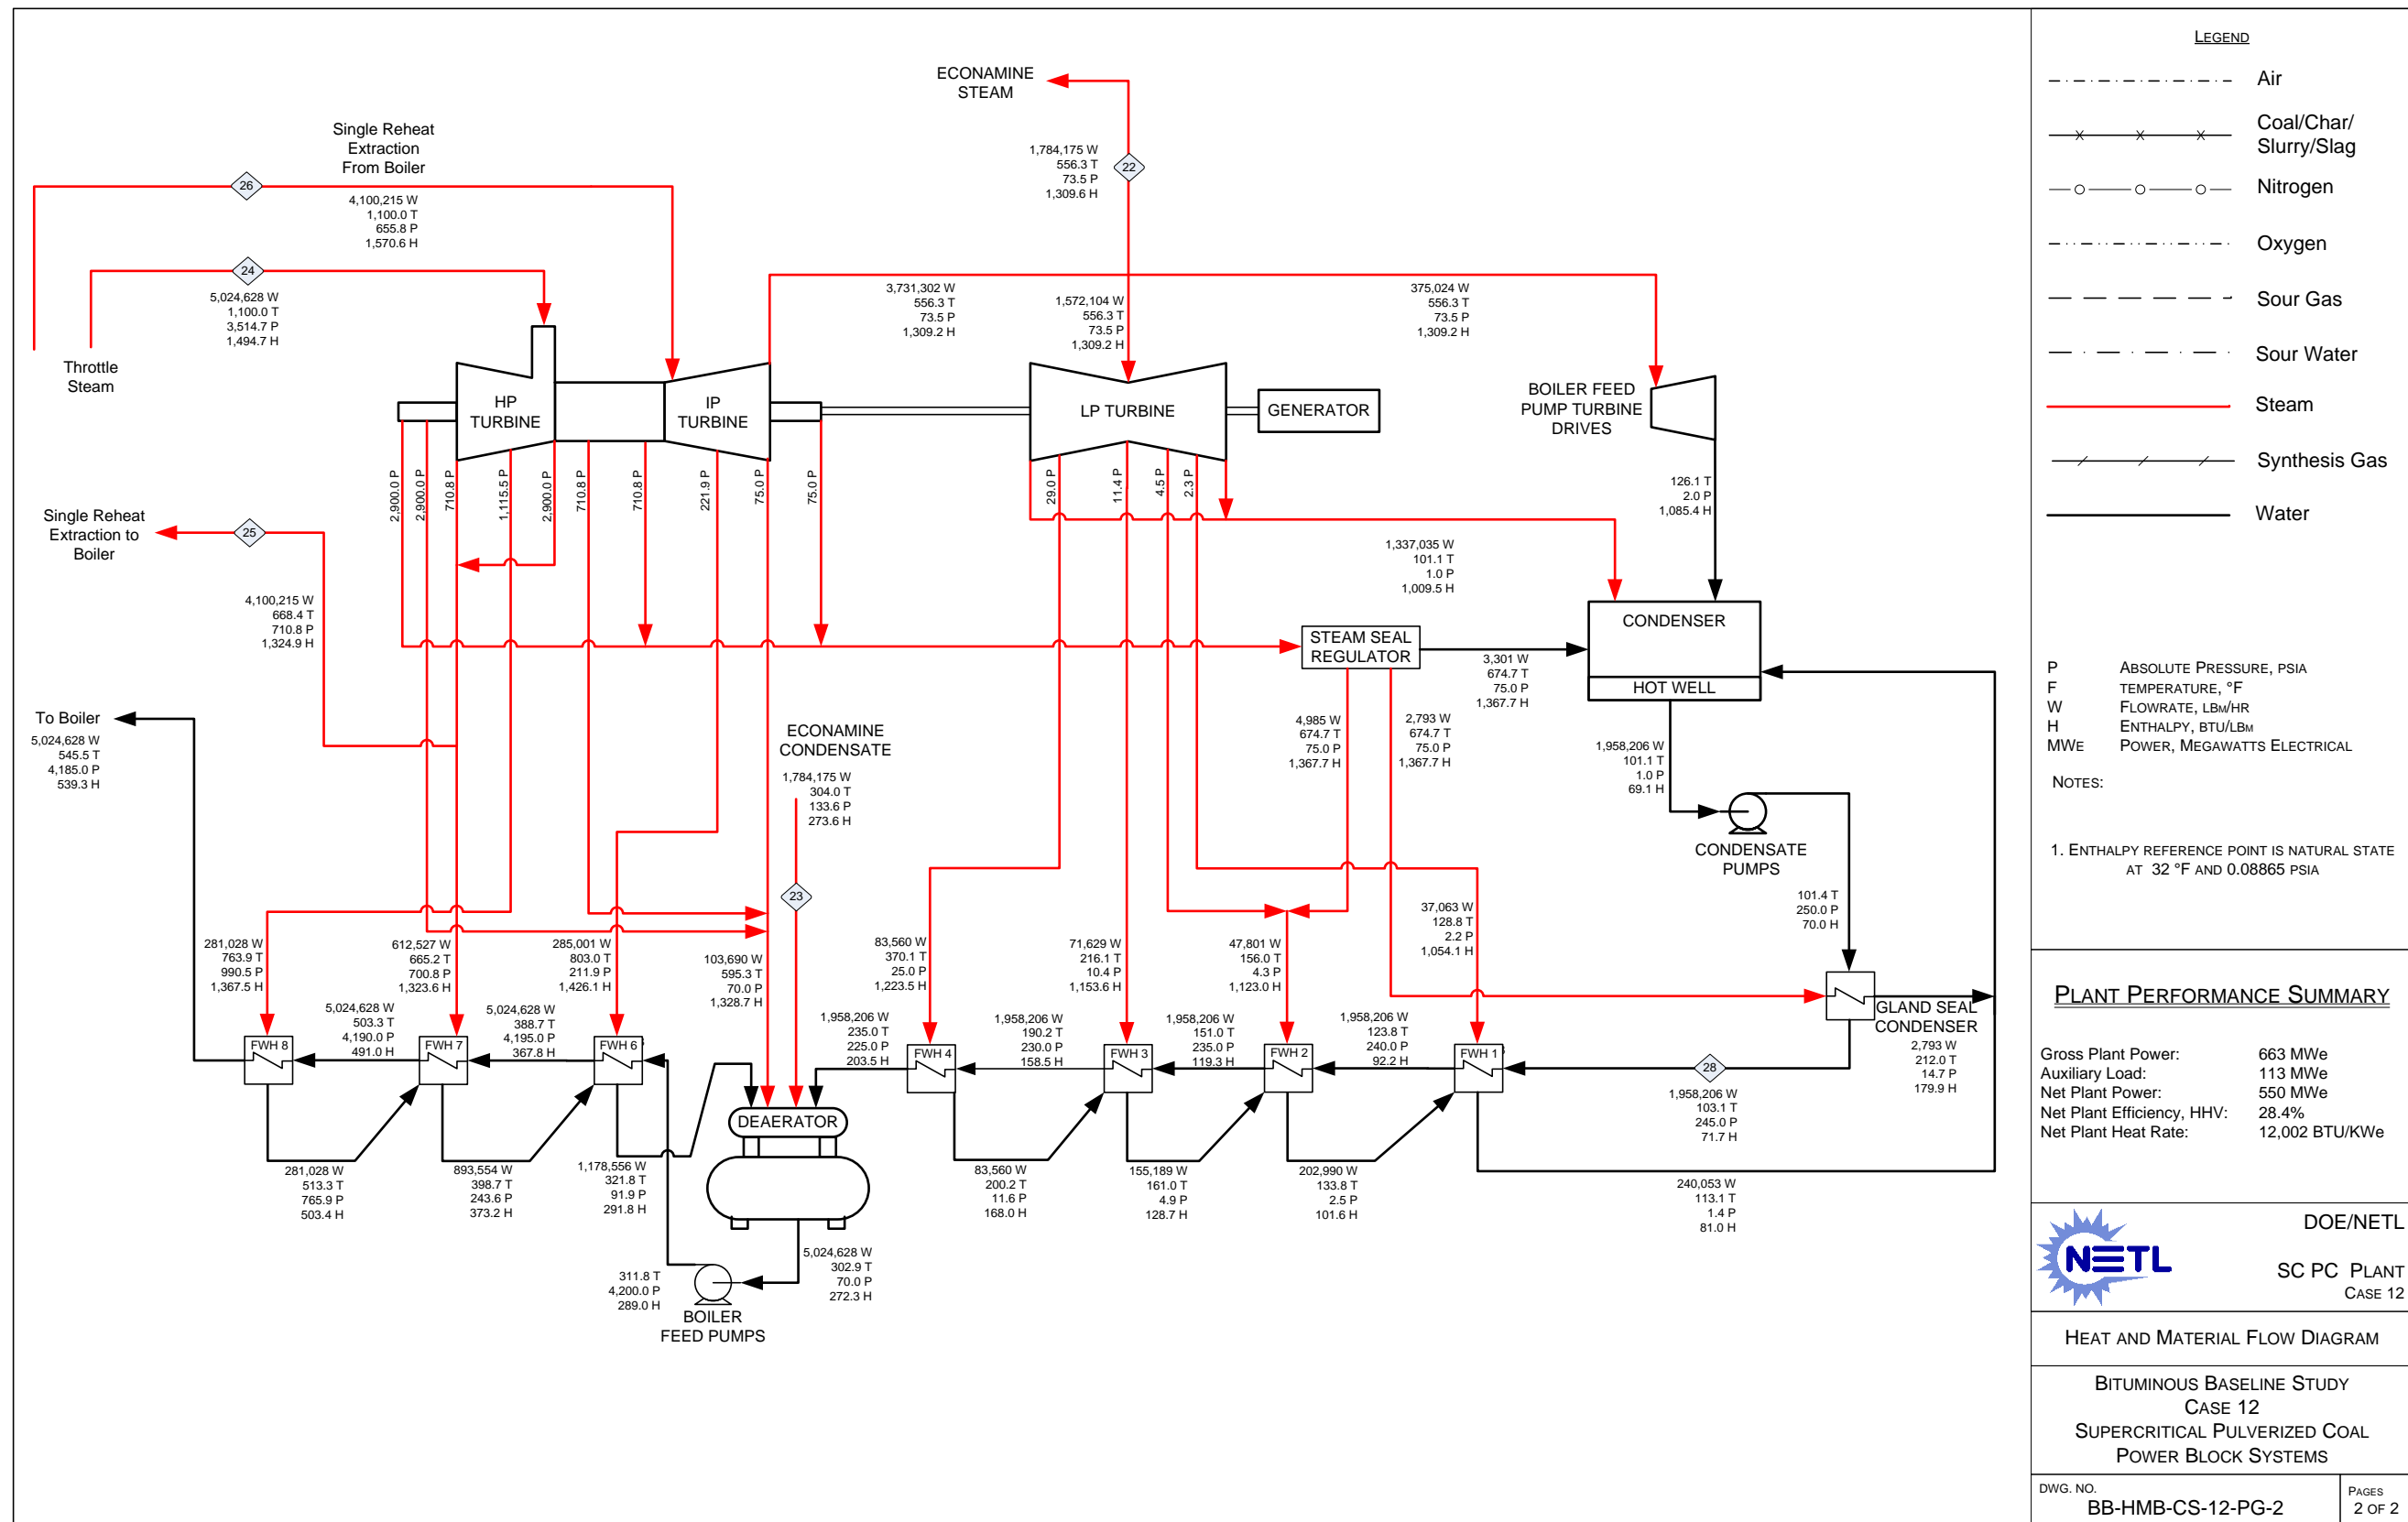 ECONAMINE
STEAM
1,784,175 W
556.3 T
73.5 P
1,309.6 H
22
Single Reheat
Extraction
From Boiler
26
4,100,215 W
1,100.0 T
655.8 P
1,570.6 H
24
5,024,628 W
1,100.0 T
3,514.7 P
1,494.7 H
Throttle
Steam
3,731,302 W
556.3 T
73.5 P
1,309.2 H
1,572,104 W
556.3 T
73.5 P
1,309.2 H
375,024 W
556.3 T
73.5 P
1,309.2 H
HP
TURBINE
IP
TURBINE
LP TURBINE
GENERATOR
BOILER FEED
PUMP TURBINE
DRIVES
2,900.0 P
2,900.0 P
710.8 P
1,115.5 P
2,900.0 P
710.8 P
710.8 P
221.9 P
75.0 P
75.0 P
29.0 P
11.4 P
4.5 P
2.3 P
126.1 T
2.0 P
1,085.4 H
Single Reheat
Extraction to
Boiler
25
4,100,215 W
668.4 T
710.8 P
1,324.9 H
1,337,035 W
101.1 T
1.0 P
1,009.5 H
STEAM SEAL
REGULATOR
CONDENSER
HOT WELL
3,301 W
674.7 T
75.0 P
1,367.7 H
4,985 W
674.7 T
75.0 P
1,367.7 H
2,793 W
674.7 T
75.0 P
1,367.7 H
To Boiler
5,024,628 W
545.5 T
4,185.0 P
539.3 H
ECONAMINE
CONDENSATE
1,784,175 W
304.0 T
133.6 P
273.6 H
23
1,958,206 W
101.1 T
1.0 P
69.1 H
CONDENSATE
PUMPS
101.4 T
250.0 P
70.0 H
281,028 W
763.9 T
990.5 P
1,367.5 H
612,527 W
665.2 T
700.8 P
1,323.6 H
285,001 W
803.0 T
211.9 P
1,426.1 H
103,690 W
595.3 T
70.0 P
1,328.7 H
83,560 W
370.1 T
25.0 P
1,223.5 H
71,629 W
216.1 T
10.4 P
1,153.6 H
47,801 W
156.0 T
4.3 P
1,123.0 H
37,063 W
128.8 T
2.2 P
1,054.1 H
5,024,628 W
503.3 T
4,190.0 P
491.0 H
5,024,628 W
388.7 T
4,195.0 P
367.8 H
1,958,206 W
235.0 T
225.0 P
203.5 H
1,958,206 W
190.2 T
230.0 P
158.5 H
1,958,206 W
151.0 T
235.0 P
119.3 H
1,958,206 W
123.8 T
240.0 P
92.2 H
GLAND SEAL
CONDENSER
2,793 W
212.0 T
14.7 P
179.9 H
FWH 8
FWH 7
FWH 6
FWH 4
FWH 3
FWH 2
FWH 1
28
1,958,206 W
103.1 T
245.0 P
71.7 H
DEAERATOR
281,028 W
513.3 T
765.9 P
503.4 H
893,554 W
398.7 T
243.6 P
373.2 H
1,178,556 W
321.8 T
91.9 P
291.8 H
83,560 W
200.2 T
11.6 P
168.0 H
155,189 W
161.0 T
4.9 P
128.7 H
202,990 W
133.8 T
2.5 P
101.6 H
240,053 W
113.1 T
1.4 P
81.0 H
5,024,628 W
302.9 T
70.0 P
272.3 H
311.8 T
4,200.0 P
289.0 H
BOILER
FEED PUMPS
LEGEND
Air
Coal/Char/
Slurry/Slag
Nitrogen
Oxygen
Sour Gas
Sour Water
Steam
Synthesis Gas
Water
P ABSOLUTE PRESSURE, PSIA
F TEMPERATURE, °F
W FLOWRATE, LBM/HR
H ENTHALPY, BTU/LBM
MWE POWER, MEGAWATTS ELECTRICAL
NOTES:
1. ENTHALPY REFERENCE POINT IS NATURAL STATE
AT 32 °F AND 0.08865 PSIA
PLANT PERFORMANCE SUMMARY
Gross Plant Power: 663 MWe
Auxiliary Load: 113 MWe
Net Plant Power: 550 MWe
Net Plant Efficiency, HHV: 28.4%
Net Plant Heat Rate: 12,002 BTU/KWe
NETL
DOE/NETL
SC PC PLANT
CASE 12
HEAT AND MATERIAL FLOW DIAGRAM
BITUMINOUS BASELINE STUDY
CASE 12
SUPERCRITICAL PULVERIZED COAL
POWER BLOCK SYSTEMS
DWG. NO.
BB-HMB-CS-12-PG-2
PAGES
2 OF 2